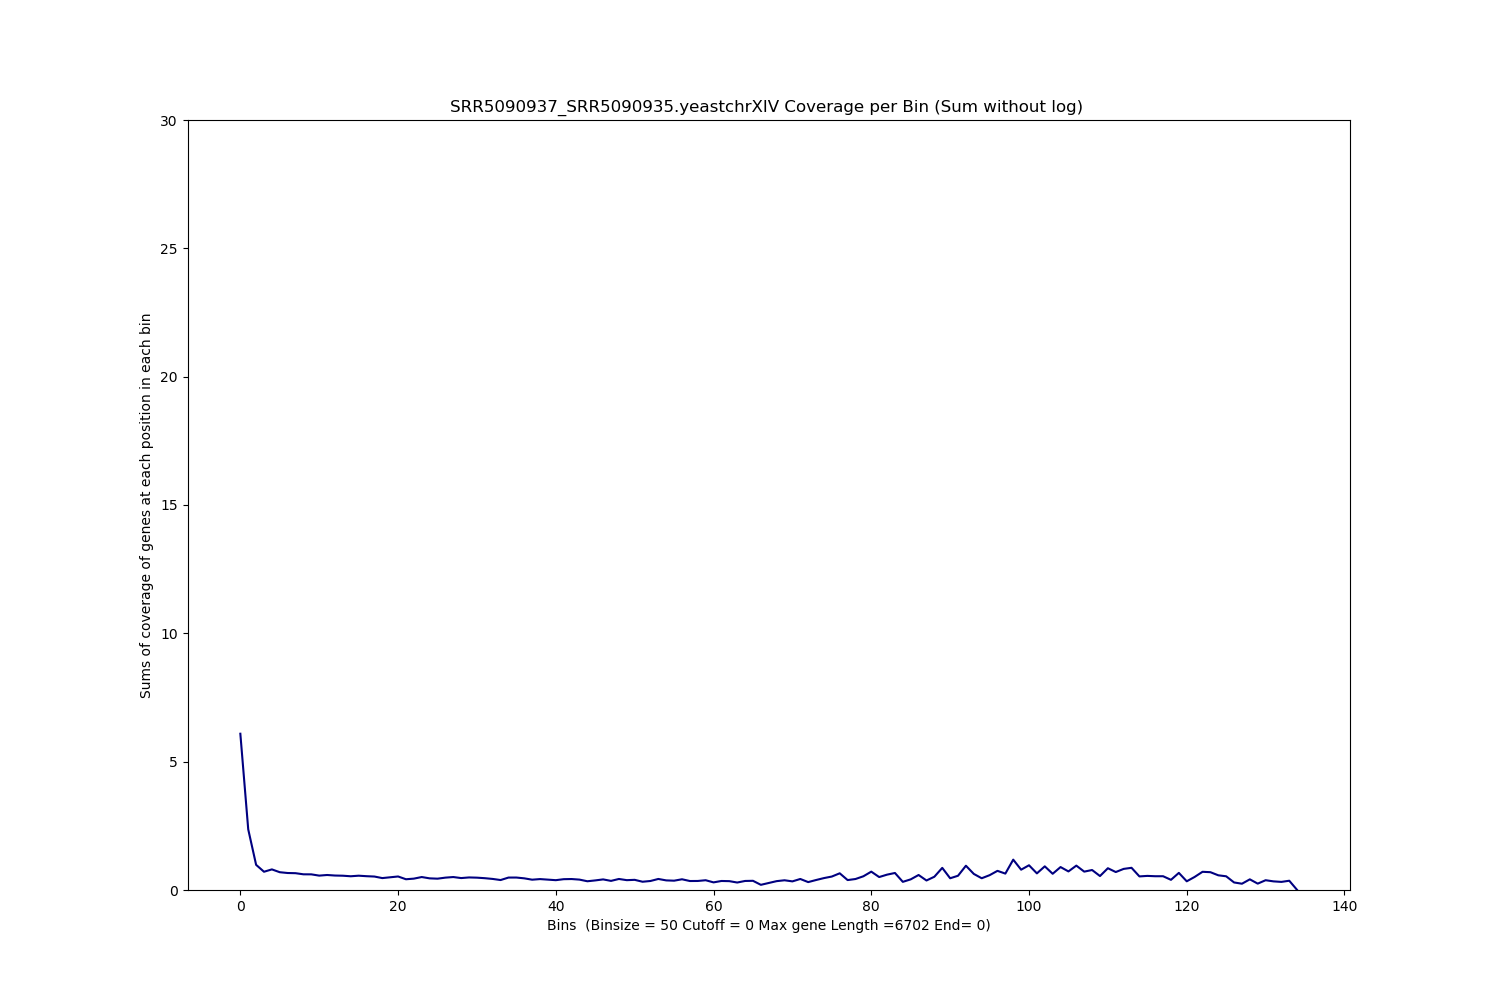 SRR5090937_SRR5090935.yeastchrXIV Coverage per Bin (Sum without log)
30
25
20
15
10
5
0
Sums of coverage of genes at each position in each bin
0 20 40 60 80 100 120 140
Bins  (Binsize = 50 Cutoff = 0 Max gene Length =6702 End= 0)